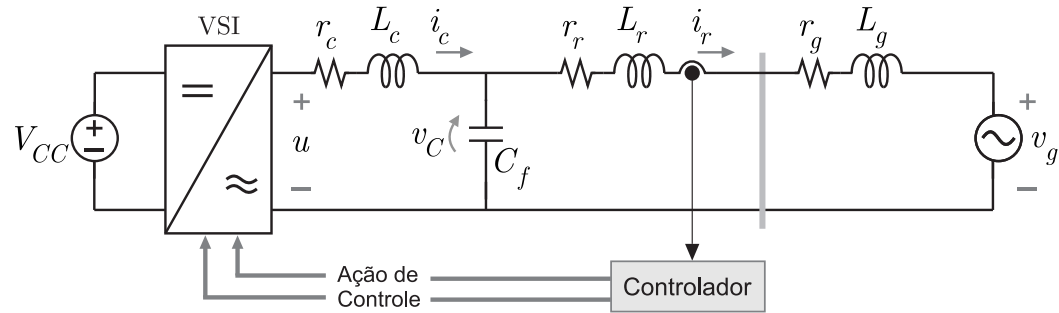 VSI
r_c L_c i_c r_r L_r i_r r_g L_g
V_CC + − = ≈ + u − v_C C_f + v_g −
Ação de
Controle
Controlador